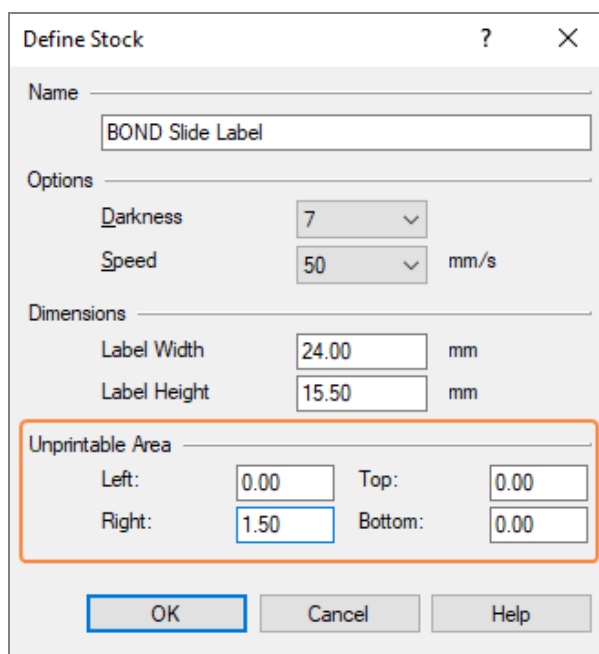 Define Stock ? ×
Name
BOND Slide Label
Options
Darkness 7
Speed 50 mm/s
Dimensions
Label Width 24.00 mm
Label Height 15.50 mm
Unprintable Area
Left: 0.00 Top: 0.00
Right: 1.50 Bottom: 0.00
OK Cancel Help